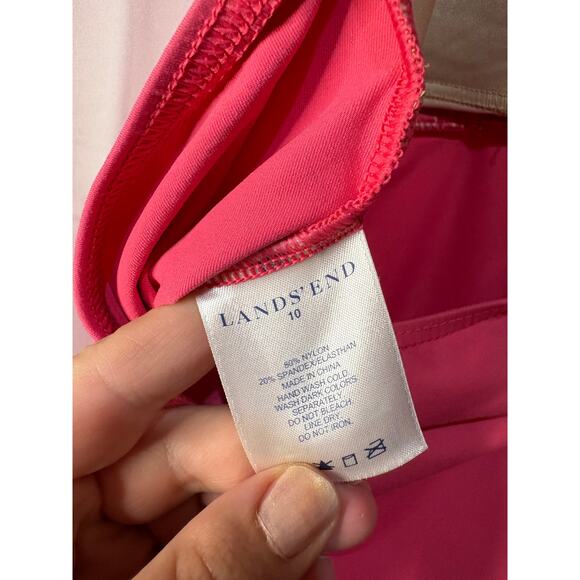 LANDS' END
10
80% NYLON
20% SPANDEX/ELASTHAN
MADE IN CHINA
HAND WASH COLD.
WASH DARK COLORS
SEPARATELY
DO NOT BLEACH.
LINE DRY.
DO NOT IRON.